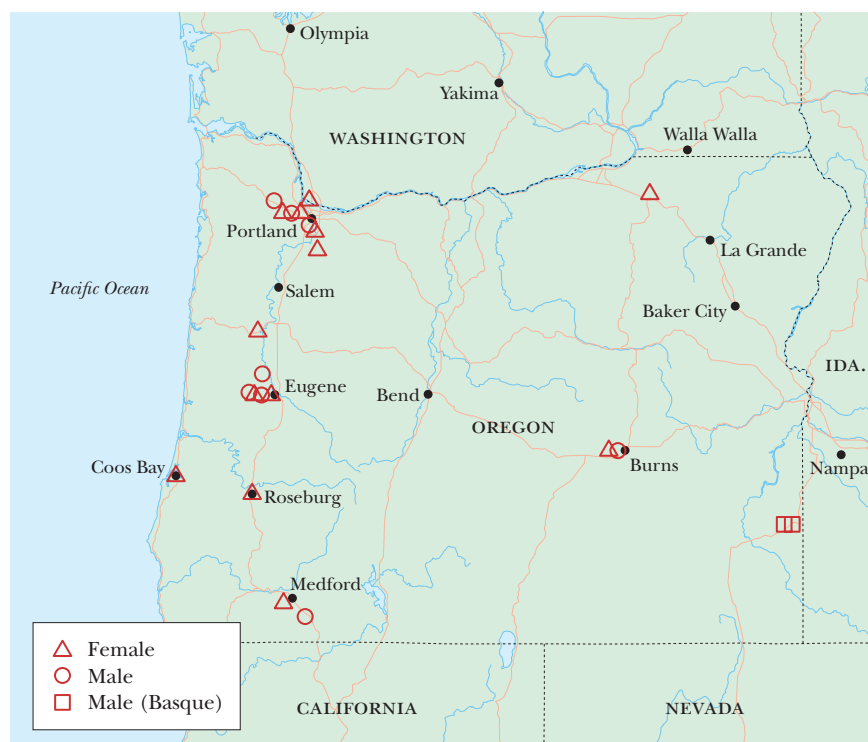 Olympia
Yakima
Walla Walla
WASHINGTON
Portland
La Grande
Pacific Ocean
Salem
Baker City
IDA.
Eugene
Bend
OREGON
Coos Bay
Burns
Nampa
Roseburg
Medford
Female
Male
Male (Basque)
CALIFORNIA
NEVADA